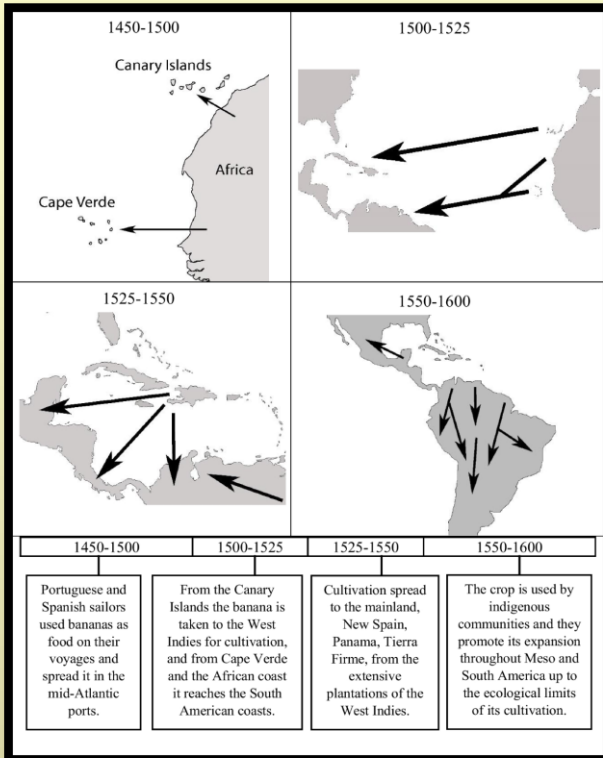 1450-1500
Canary Islands
Africa
Cape Verde
1500-1525
1525-1550
1550-1600
1450-1500
1500-1525
1525-1550
1550-1600
Portuguese and
Spanish sailors
used bananas as
food on their
voyages and
spread it in the
mid-Atlantic
ports.
From the Canary
Islands the banana is
taken to the West
Indies for cultivation,
and from Cape Verde
and the African coast
it reaches the South
American coasts.
Cultivation spread
to the mainland,
New Spain,
Panama, Tierra
Firme, from the
extensive
plantations of the
West Indies.
The crop is used by
indigenous
communities and they
promote its expansion
throughout Meso and
South America up to
the ecological limits
of its cultivation.